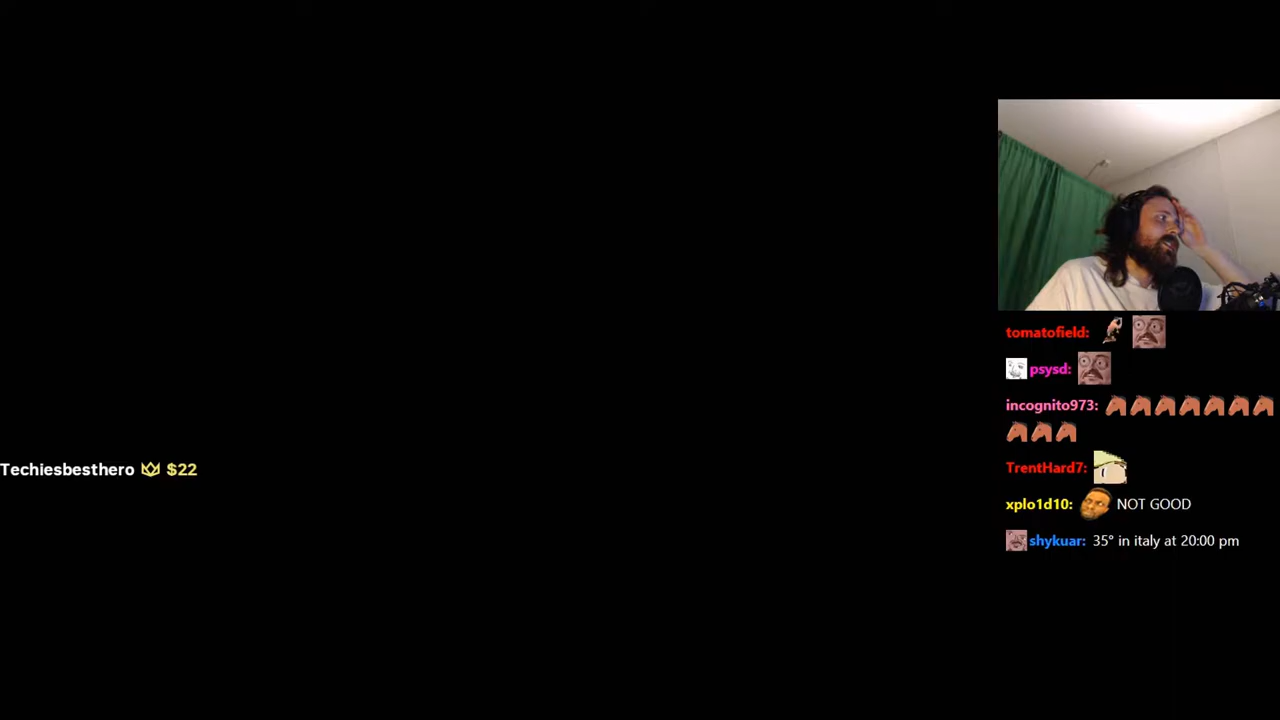 Techiesbesthero $22
tomatofield:
psysd:
incognito973:
TrentHard7:
xplo1d10: NOT GOOD
shykuar: 35° in italy at 20:00 pm